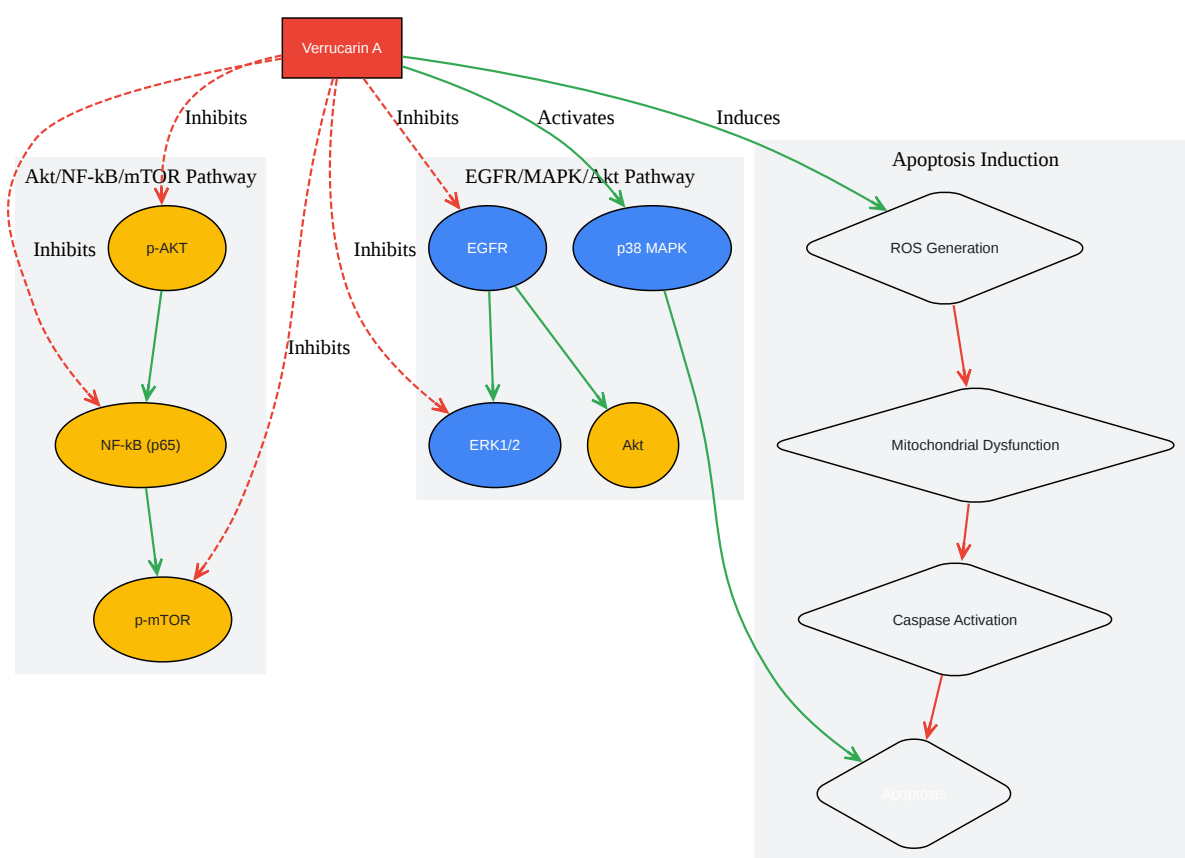 Verrucarin A
Inhibits
Inhibits
Activates
Induces
Akt/NF-kB/mTOR Pathway
EGFR/MAPK/Akt Pathway
Apoptosis Induction
Inhibits
p-AKT
Inhibits
EGFR
p38 MAPK
ROS Generation
Inhibits
NF-kB (p65)
ERK1/2
Akt
Mitochondrial Dysfunction
p-mTOR
Caspase Activation
Apoptosis